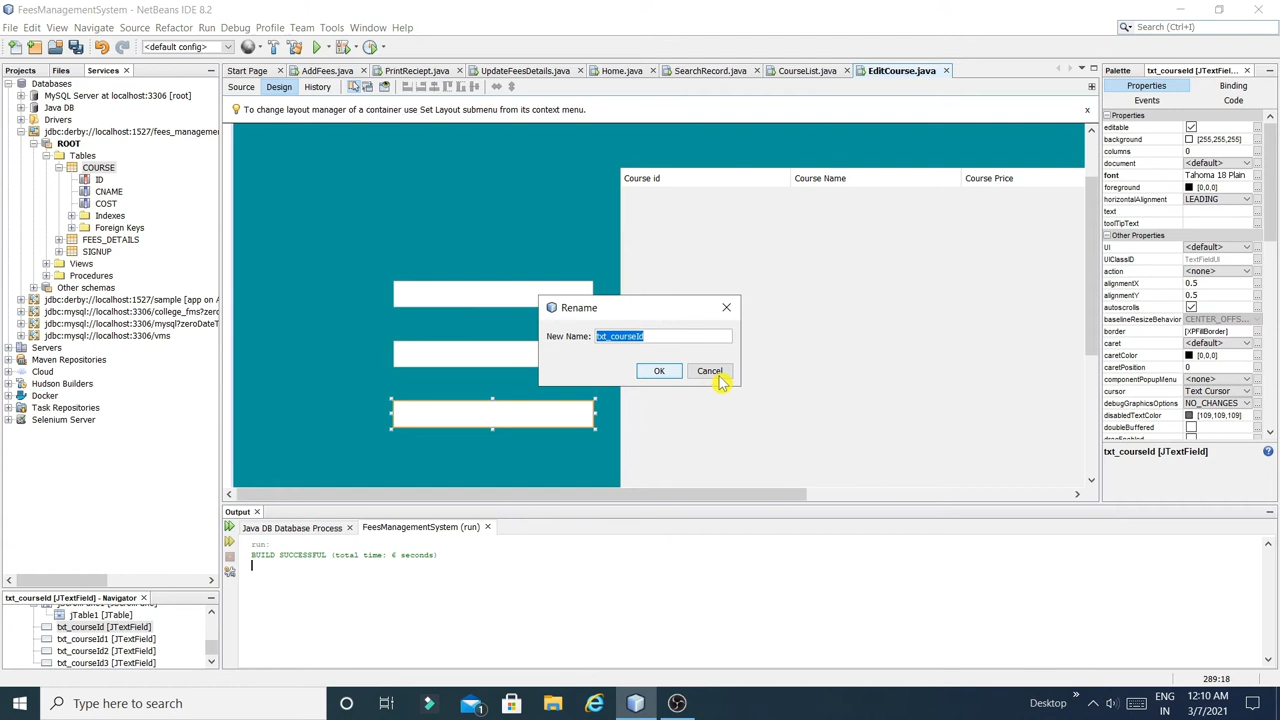 FeesManagementSystem - NetBeans IDE 8.2
File Edit View Navigate Source Refactor Run Debug Profile Team Tools Window Help
Search (Ctrl+I)
<default config>
Projects Files Services
Start Page AddFees.java PrintReciept.java UpdateFeesDetails.java Home.java SearchRecord.java CourseList.java EditCourse.java
Palette txt_courseId [JTextField]...
Source Design History
Properties Binding
Events Code
To change layout manager of a container use Set Layout submenu from its context menu.
Databases
MySQL Server at localhost:3306 [root]
Java DB
Drivers
jdbc:derby://localhost:1527/fees_managemen
ROOT
Tables
COURSE
ID
CNAME
COST
Indexes
Foreign Keys
FEES_DETAILS
SIGNUP
Views
Procedures
Other schemas
jdbc:derby://localhost:1527/sample [app on A
jdbc:mysql://localhost:3306/college_fms?zero
jdbc:mysql://localhost:3306/mysql?zeroDateT
jdbc:mysql://localhost:3306/vms
Servers
Maven Repositories
Cloud
Hudson Builders
Docker
Task Repositories
Selenium Server
Course id Course Name Course Price
Rename
New Name: txt_courseId
OK Cancel
Properties
editable
background [255,255,255]
columns 0
document <default>
font Tahoma 18 Plain
foreground [0,0,0]
horizontalAlignment LEADING
text
toolTipText
Other Properties
UI <default>
UIClassID TextFieldUI
action <none>
alignmentX 0.5
alignmentY 0.5
autoscrolls
baselineResizeBehavior CENTER_OFFS...
border [XPFillBorder]
caret <default>
caretColor [0,0,0]
caretPosition 0
componentPopupMenu <none>
cursor Text Cursor
debugGraphicsOptions NO_CHANGES
disabledTextColor [109,109,109]
doubleBuffered
txt_courseId [JTextField]
Output
Java DB Database Process FeesManagementSystem (run)
run:
BUILD SUCCESSFUL (total time: 6 seconds)
txt_courseId [JTextField] - Navigator
jTable1 [JTable]
txt_courseId [JTextField]
txt_courseId1 [JTextField]
txt_courseId2 [JTextField]
txt_courseId3 [JTextField]
289:18
Type here to search
1
Desktop
ENG
IN
12:10 AM
3/7/2021